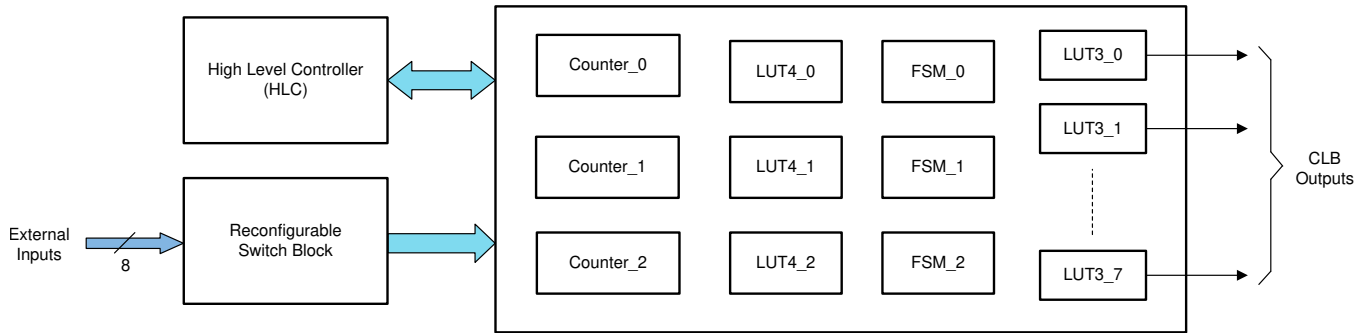 High Level Controller
(HLC)
Counter_0
LUT4_0
FSM_0
LUT3_0
LUT3_1
Counter_1
LUT4_1
FSM_1
CLB
Outputs
External
Inputs
8
Reconfigurable
Switch Block
Counter_2
LUT4_2
FSM_2
LUT3_7